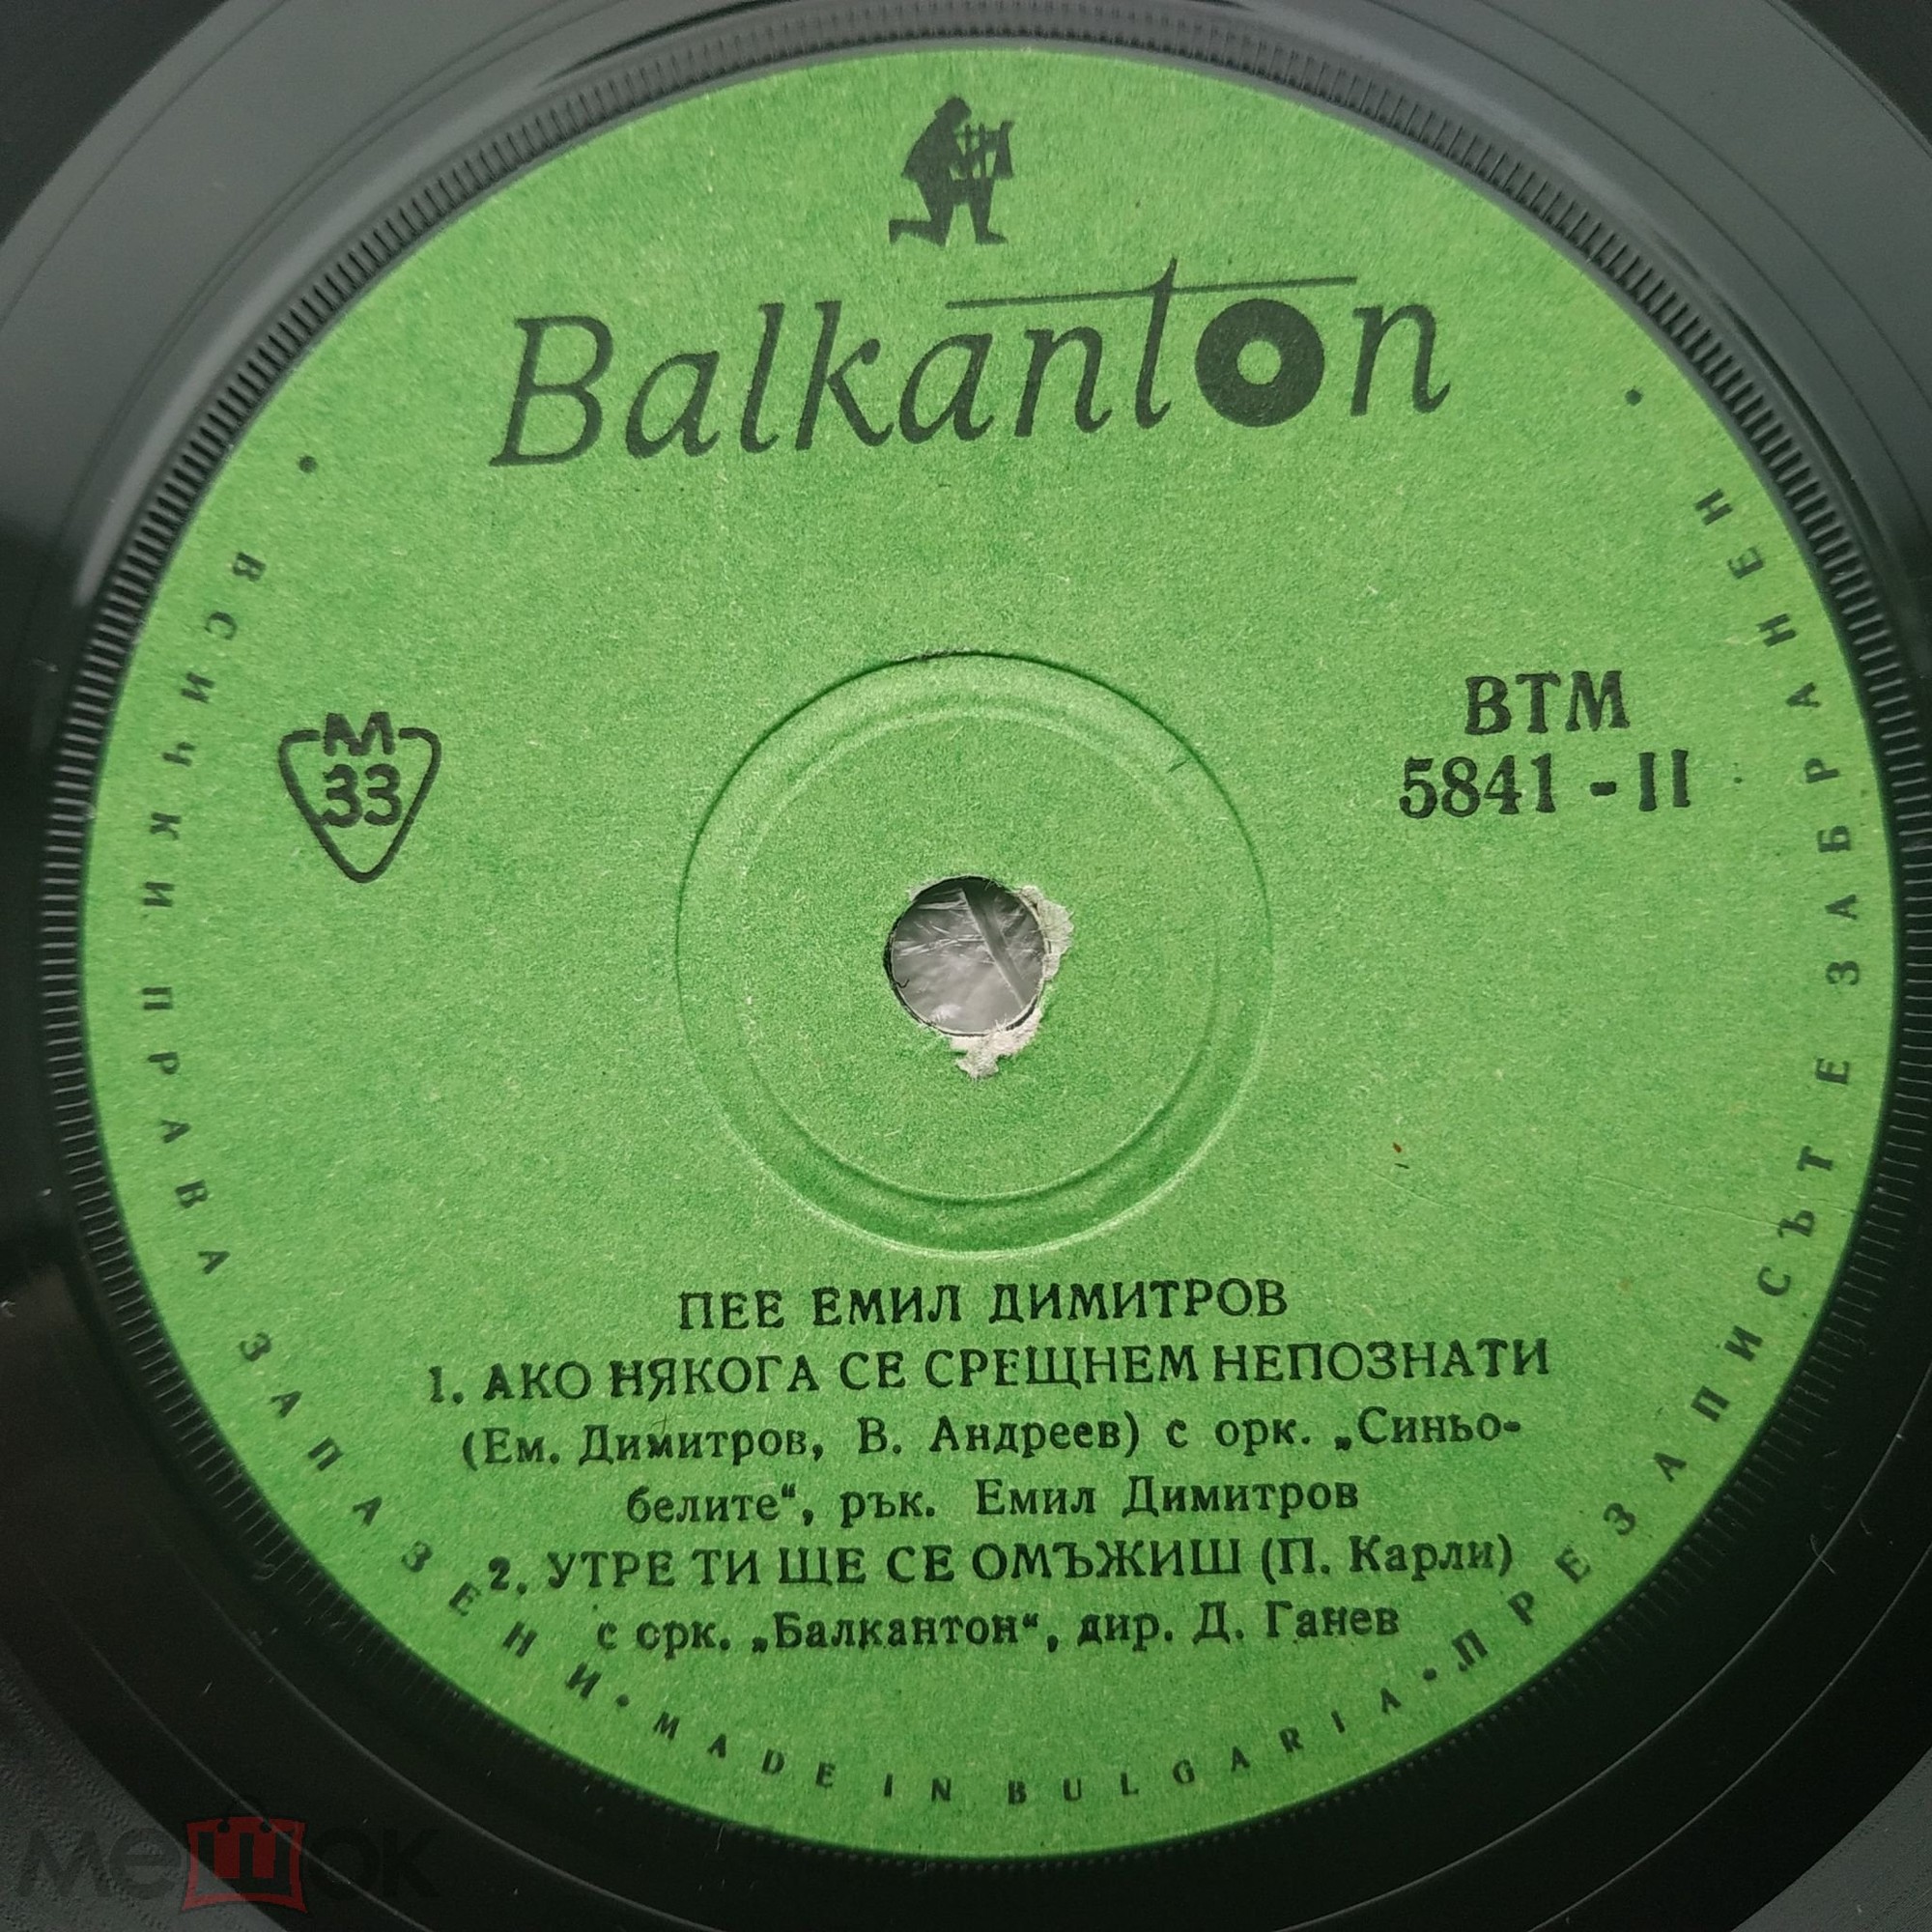 Balkanton
М
33
ВТМ
5841 - II
ПЕЕ ЕМИЛ ДИМИТРОВ
1. АКО НЯКОГА СЕ СРЕЩНЕМ НЕПОЗНАТИ
(Ем. Димитров, В. Андреев) с орк. „Синьо-
белите“, рък. Емил Димитров
2. УТРЕ ТИ ЩЕ СЕ ОМЪЖИШ (П. Карли)
с орк. „Балкантон“, дир. Д. Ганев
• ВСИЧКИ ПРАВА ЗАПАЗЕНИ • MADE IN BULGARIA • ПРЕЗАПИСЪТ Е ЗАБРАНЕН •
мешок